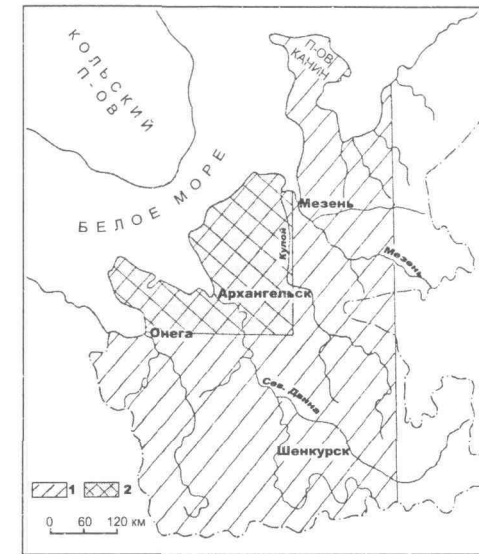 КОЛЬСКИЙ
П-ОВ
П-ОВ
КАНИН
БЕЛОЕ МОРЕ
Мезень
Мезень
Кулой
Архангельск
Онега
Сев. Двина
Шенкурск
1 2
0 60 120 км